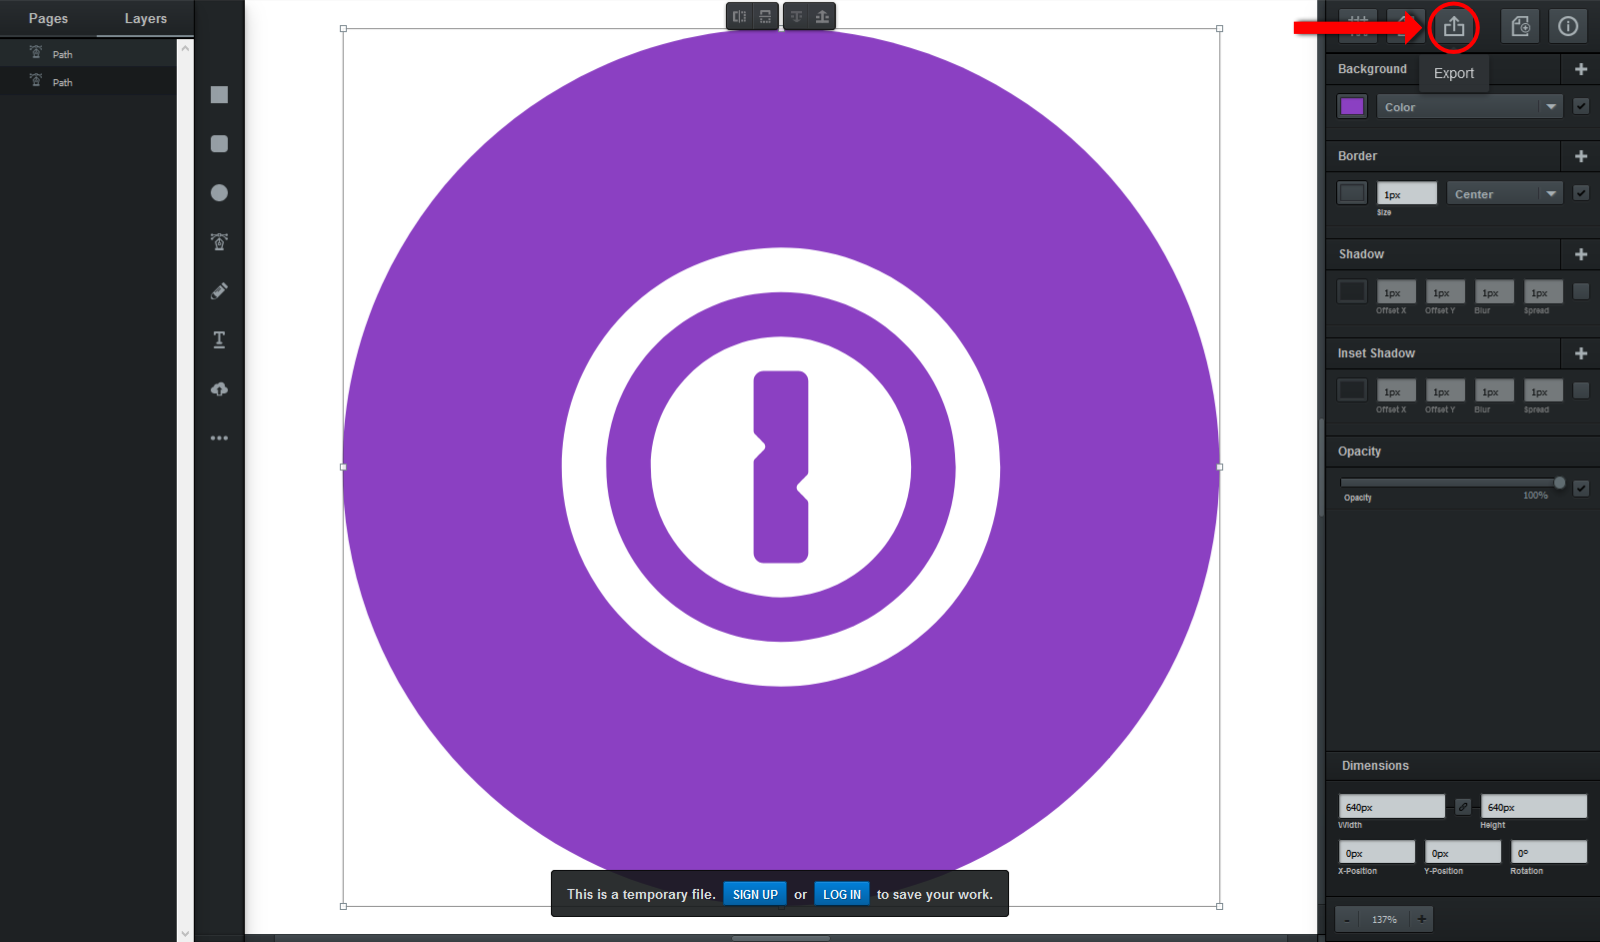 Pages
Layers
Path
Path
Export
Background
Color
Border
1px
Center
Size
Shadow
1px 1px 1px 1px
Offset X Offset Y Blur Spread
Inset Shadow
1px 1px 1px 1px
Offset X Offset Y Blur Spread
Opacity
Opacity 100%
Dimensions
640px 640px
Width Height
0px 0px 0º
X-Position Y-Position Rotation
- 137% +
This is a temporary file. SIGN UP or LOG IN to save your work.